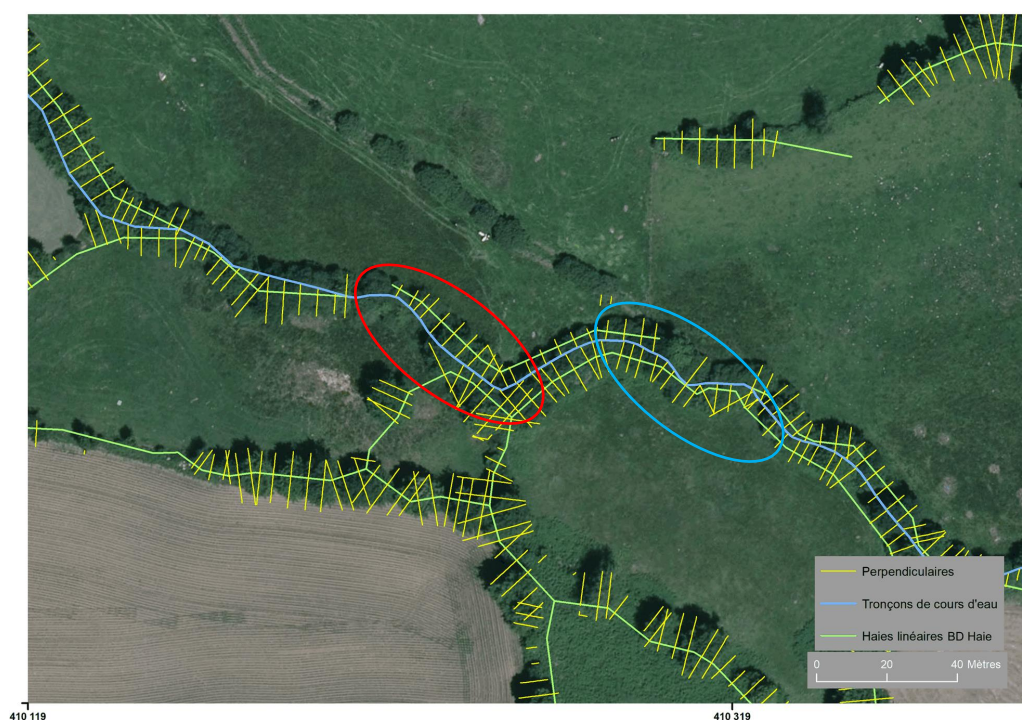 Perpendiculaires
Tronçons de cours d'eau
Haies linéaires BD Haie
0 20 40 Mètres
410 119 410 319